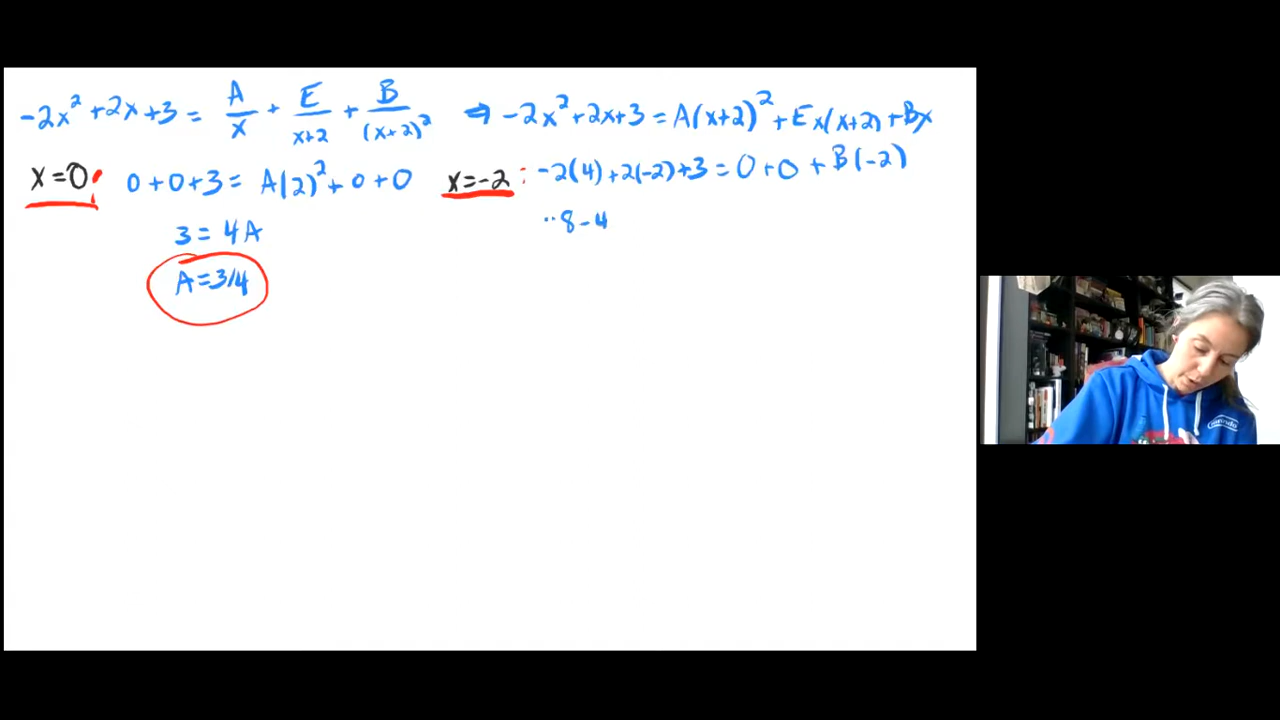 -2x² + 2x + 3 = A/x + E/(x+2) + B/(x+2)² ⇒ -2x² + 2x + 3 = A(x+2)² + Ex(x+2) + Bx
x=0: 0 + 0 + 3 = A(2)² + 0 + 0
x=-2: -2(4) + 2(-2) + 3 = 0 + 0 + B(-2)
3 = 4A
-8 - 4
A = 3/4